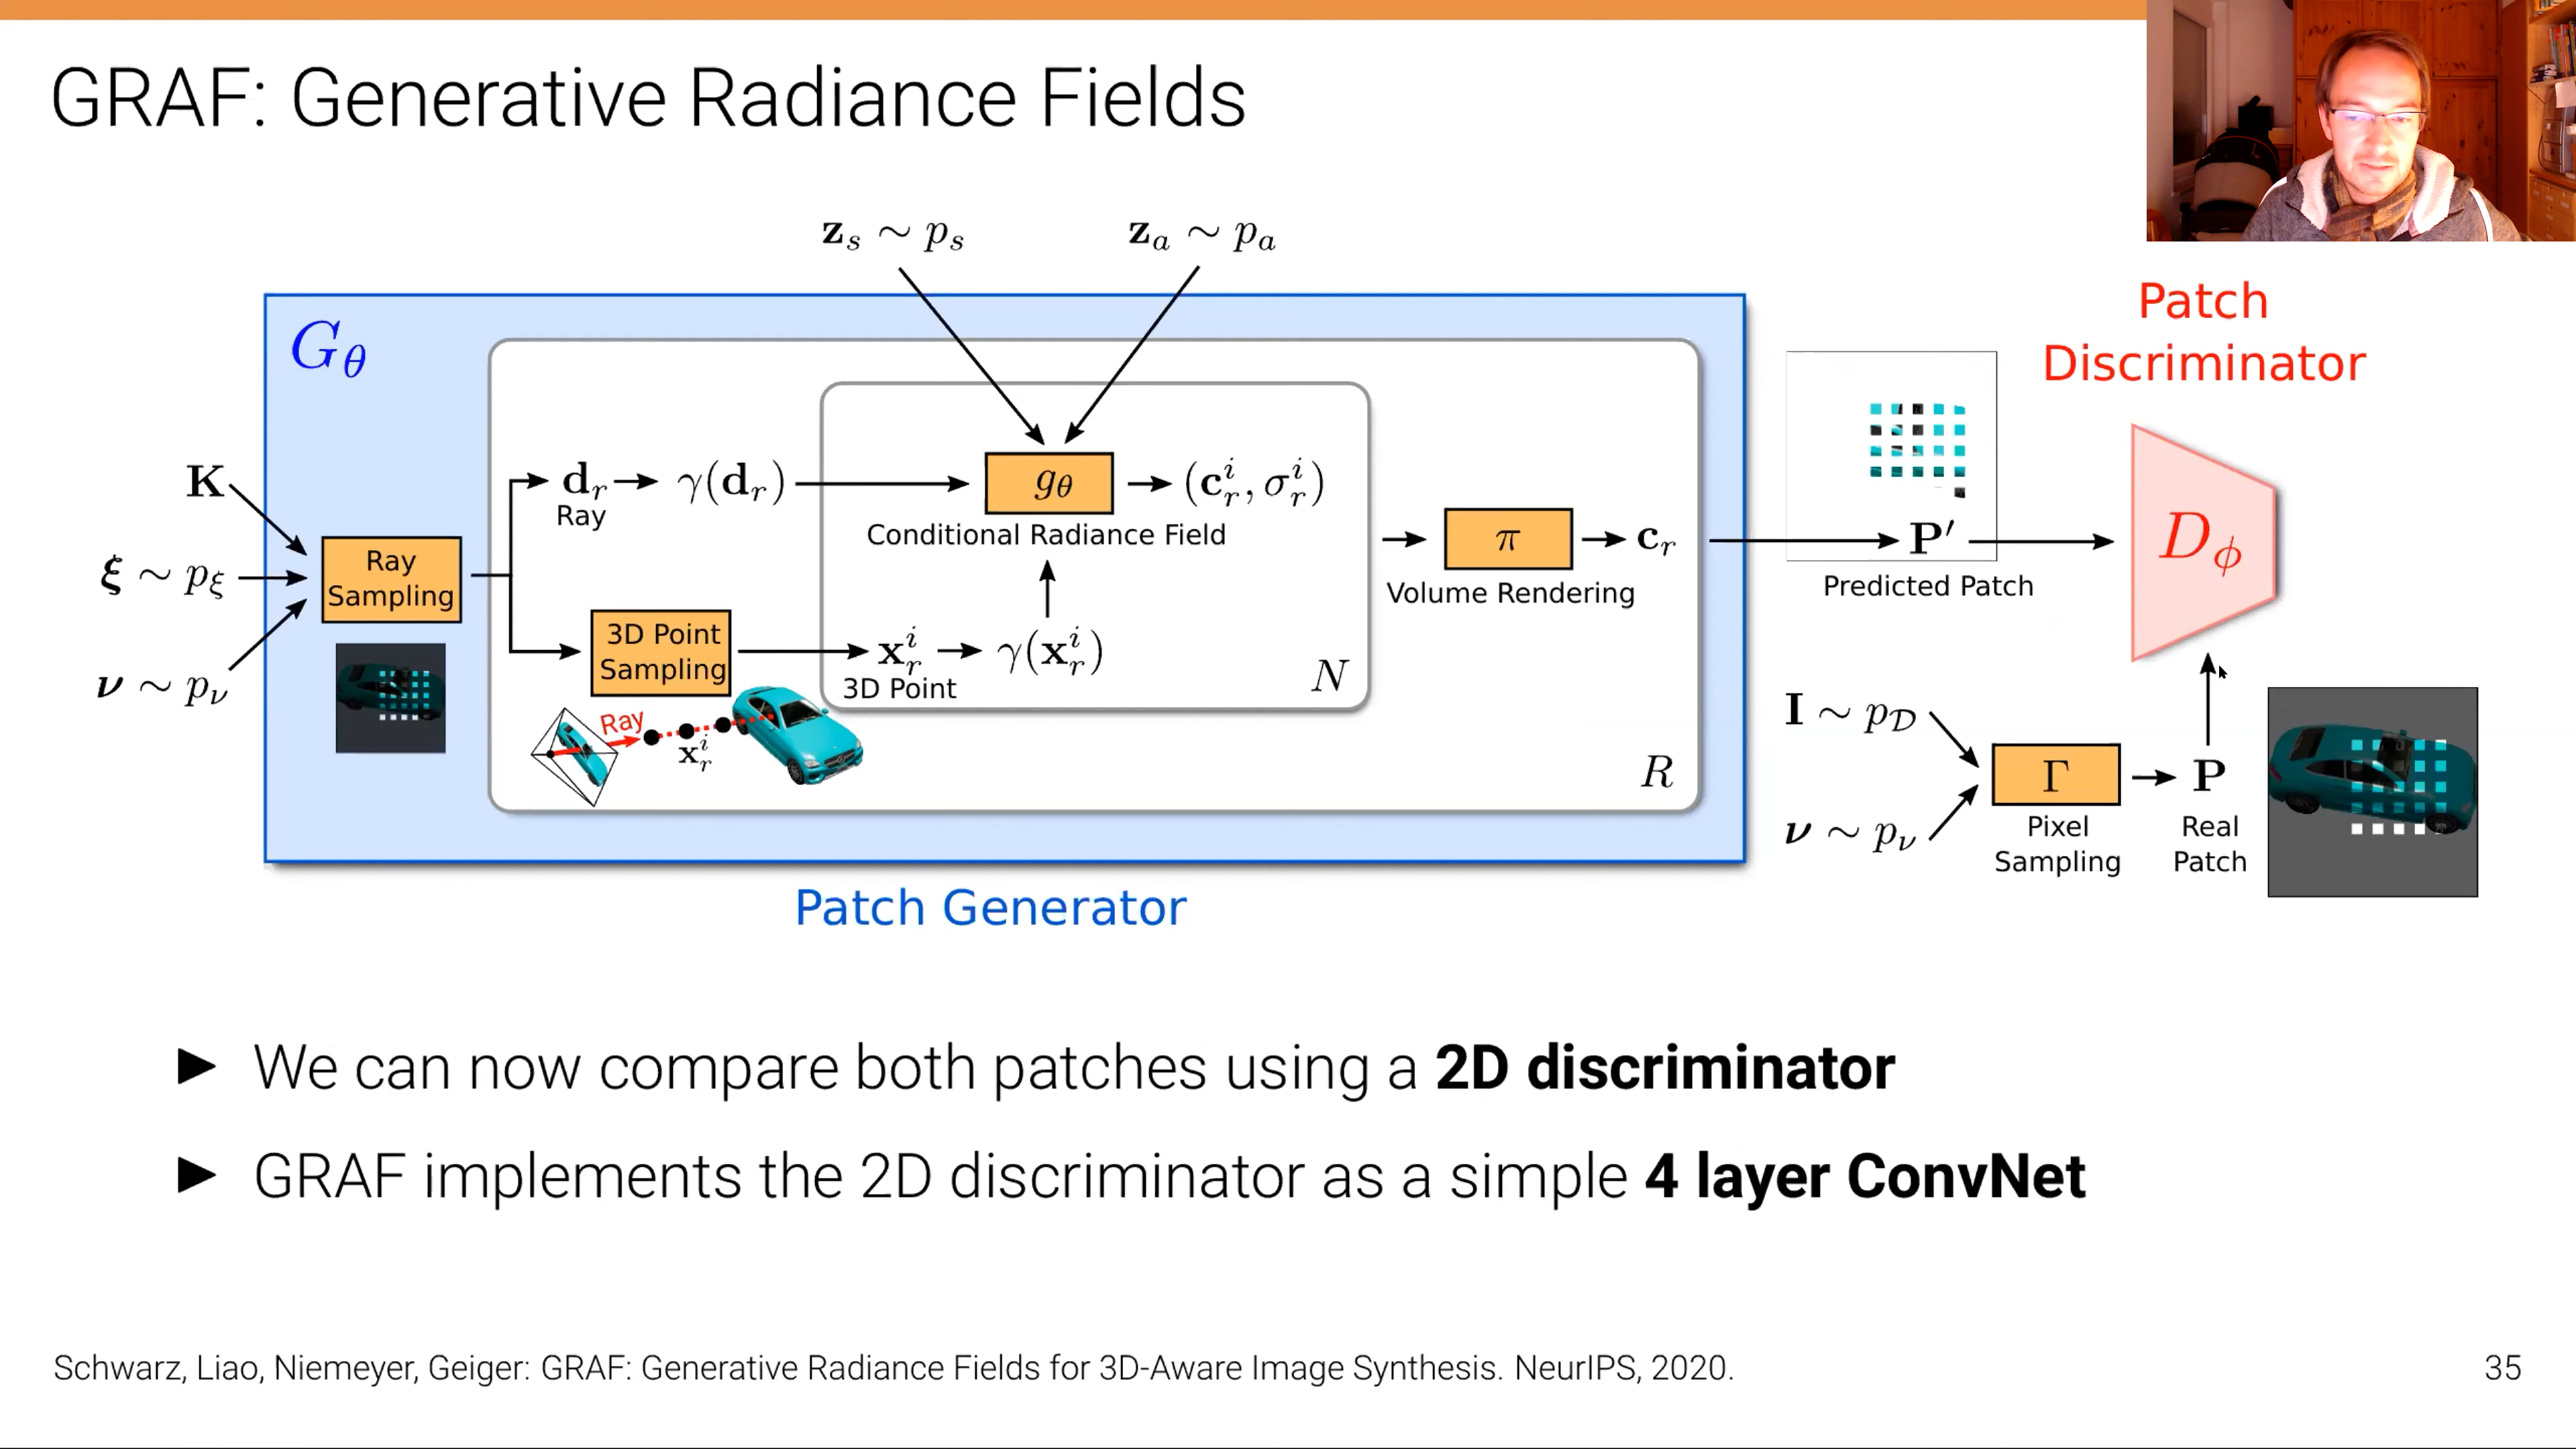 GRAF: Generative Radiance Fields
z_s ∼ p_s
z_a ∼ p_a
G_θ
K
ξ ∼ p_ξ
ν ∼ p_ν
Ray
Sampling
d_r
Ray
γ(d_r)
g_θ
(c_r^i, σ_r^i)
Conditional Radiance Field
3D Point
Sampling
x_r^i
3D Point
γ(x_r^i)
N
Ray
x_r^i
R
π
c_r
Volume Rendering
Patch Generator
P′
Predicted Patch
Patch
Discriminator
D_ϕ
I ∼ p_𝒟
ν ∼ p_ν
Γ
Pixel
Sampling
P
Real
Patch
► We can now compare both patches using a 2D discriminator
► GRAF implements the 2D discriminator as a simple 4 layer ConvNet
Schwarz, Liao, Niemeyer, Geiger: GRAF: Generative Radiance Fields for 3D-Aware Image Synthesis. NeurIPS, 2020.
35